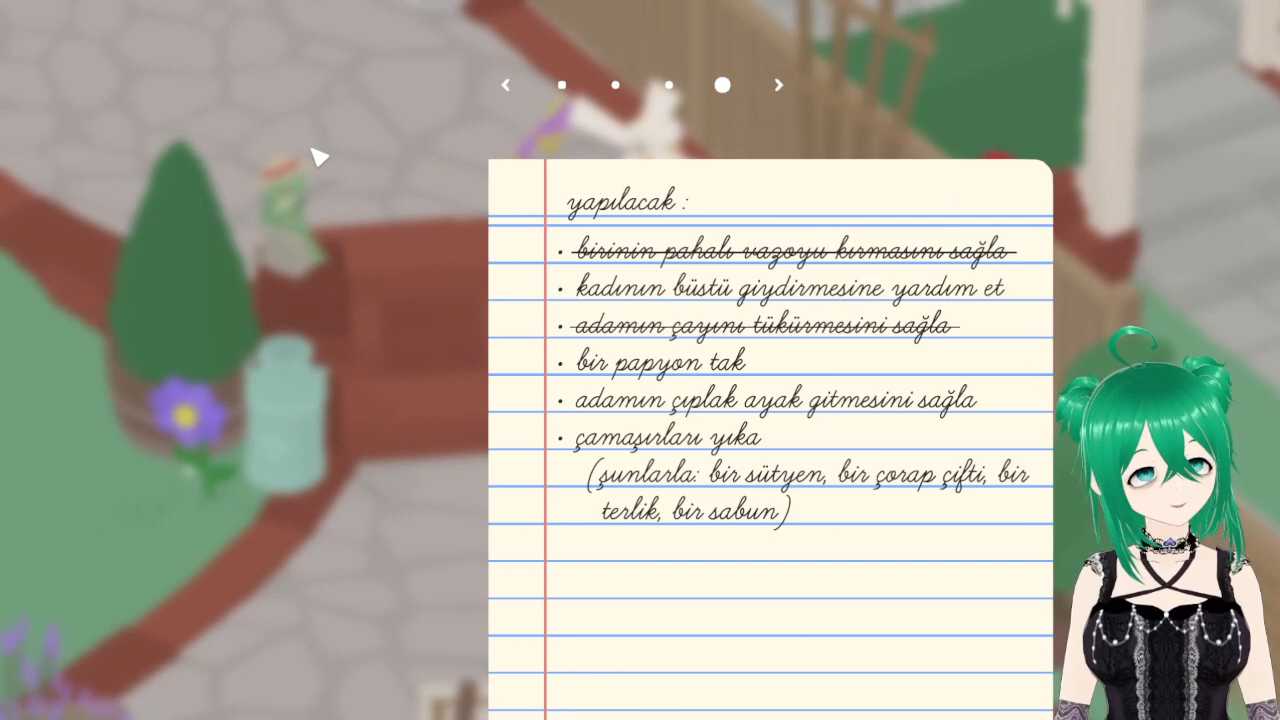 yapılacak :
• birinin pahalı vazoyu kırmasını sağla
• kadının büstü giydirmesine yardım et
• adamın çayını tükürmesini sağla
• bir papyon tak
• adamın çıplak ayak gitmesini sağla
• çamaşırları yıka
(şunlarla: bir sütyen, bir çorap çifti, bir
terlik, bir sabun)